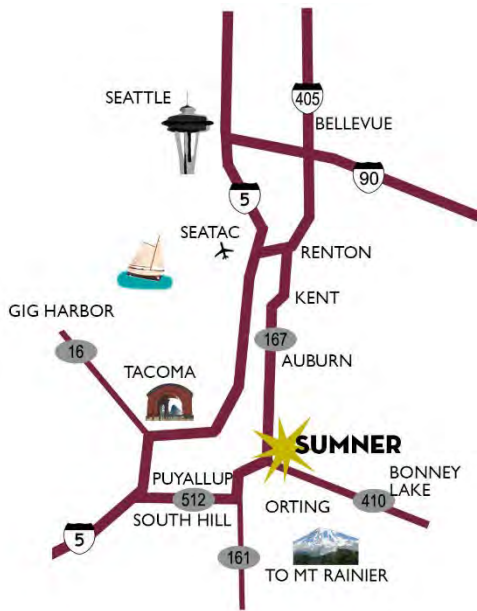 405
SEATTLE
BELLEVUE
90
5
SEATAC
RENTON
KENT
GIG HARBOR
167
16
AUBURN
TACOMA
SUMNER
BONNEY
LAKE
PUYALLUP
512
410
SOUTH HILL
ORTING
5
161
TO MT RAINIER